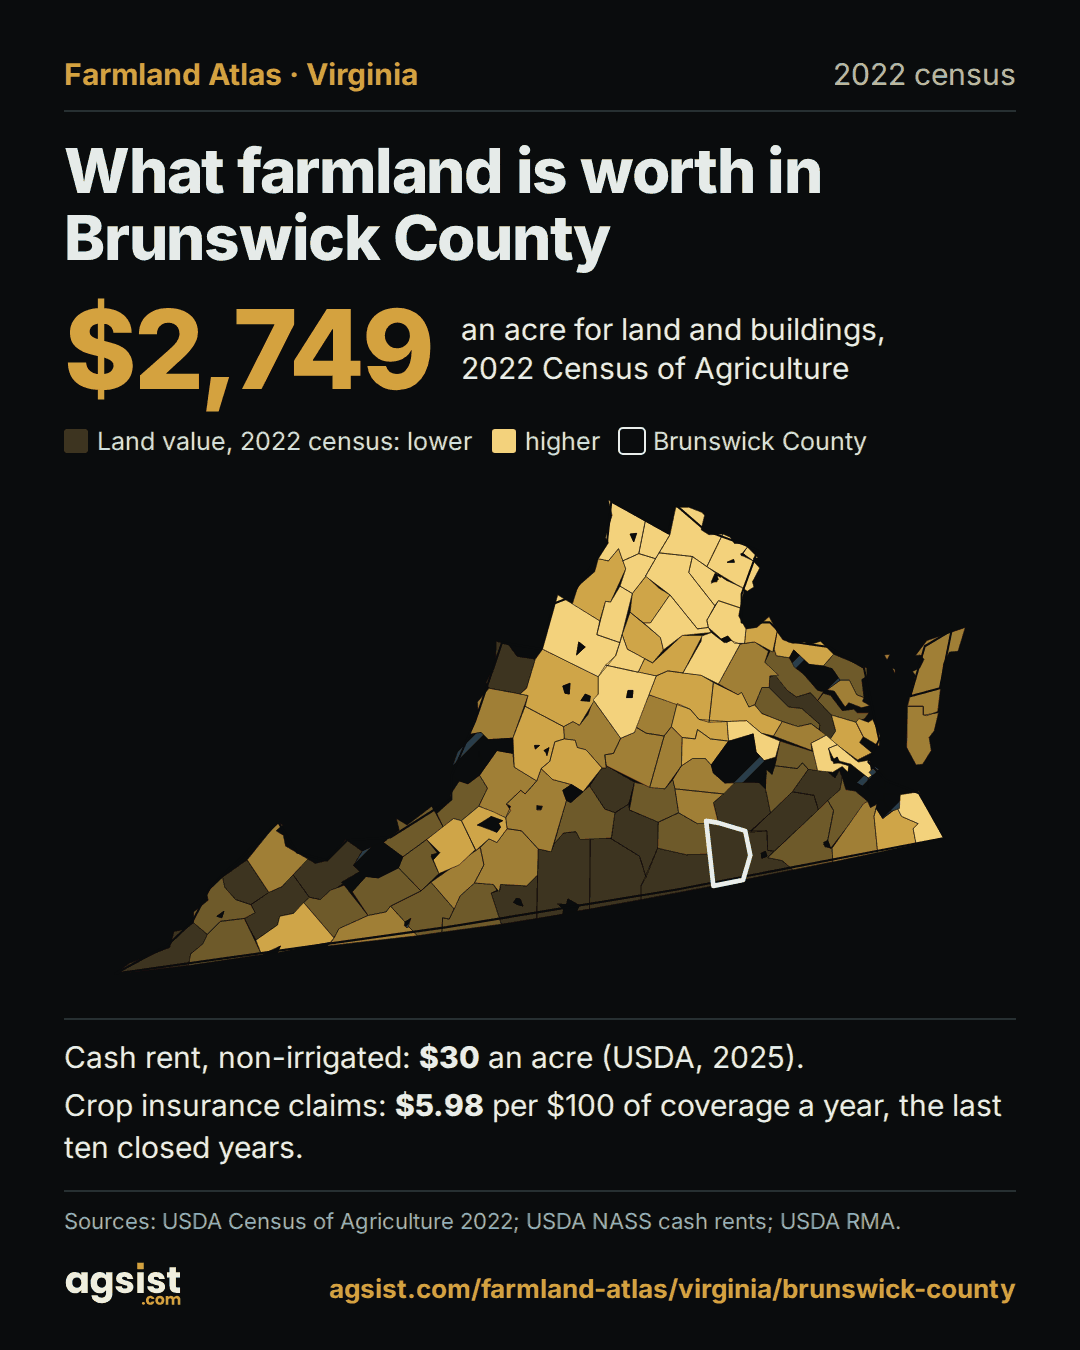 Farmland Atlas · Virginia
2022 census
What farmland is worth in
Brunswick County
$2,749
an acre for land and buildings,
2022 Census of Agriculture
Land value, 2022 census: lower
higher
Brunswick County
Cash rent, non-irrigated: $30 an acre (USDA, 2025).
Crop insurance claims: $5.98 per $100 of coverage a year, the last
ten closed years.
Sources: USDA Census of Agriculture 2022; USDA NASS cash rents; USDA RMA.
agsist
.com
agsist.com/farmland-atlas/virginia/brunswick-county